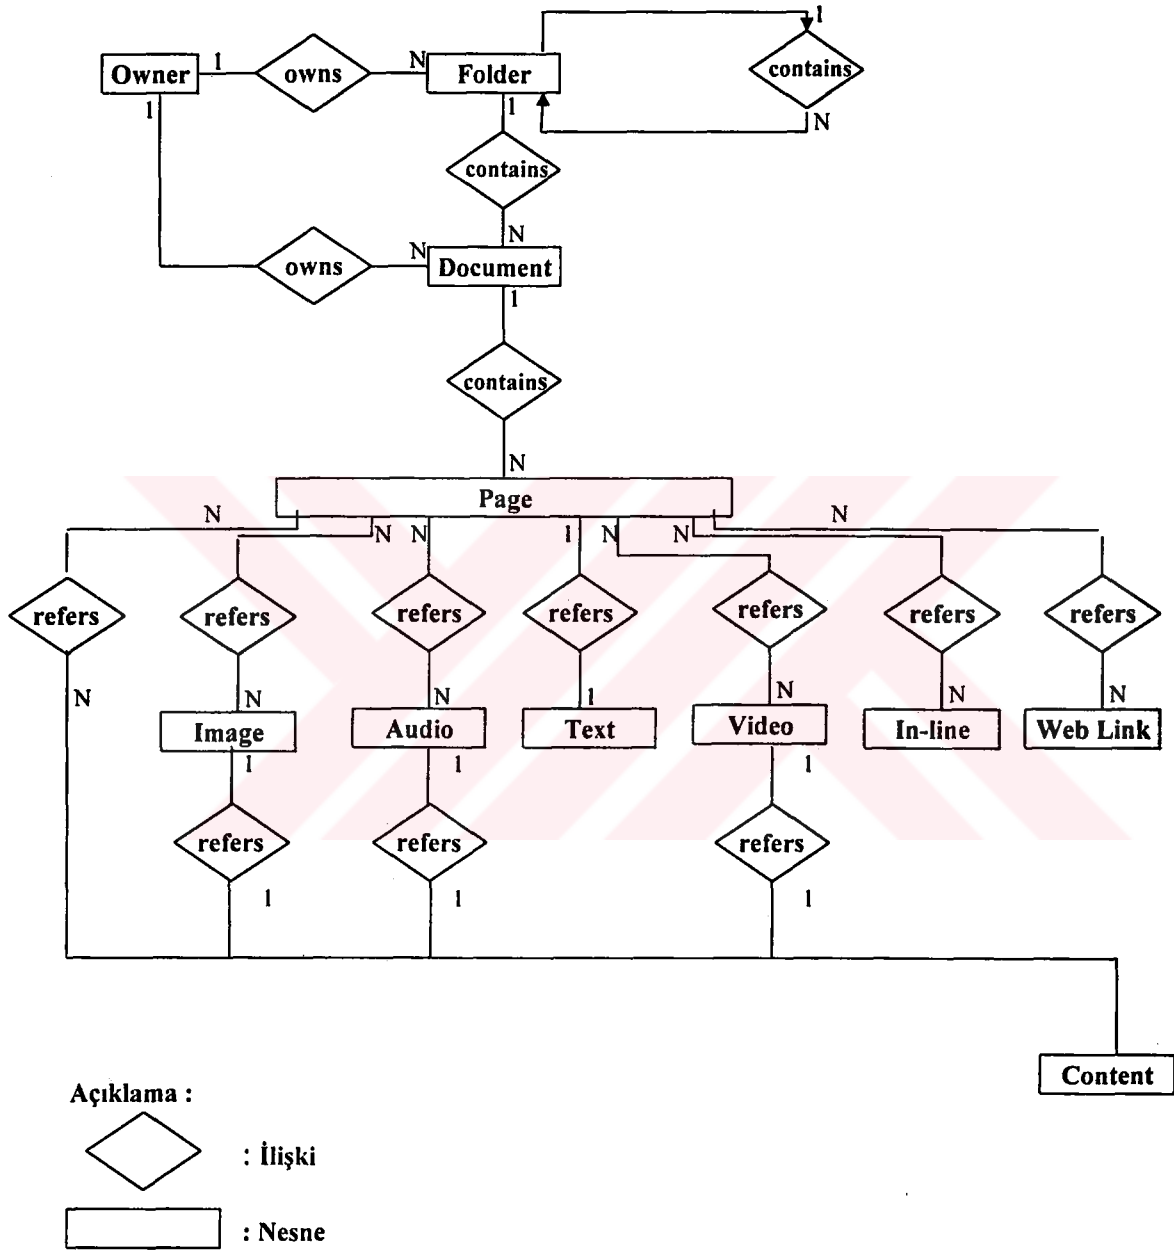 1
Owner 1 owns N Folder contains
1 1 N
contains
N
N
owns Document
1
contains
N
Page
N N N 1 N N N
refers refers refers refers refers refers refers
N N N 1 N N N
Image Audio Text Video In-line Web Link
1 1 1
refers refers refers
1 1 1
Content
Açıklama :
: İlişki
: Nesne